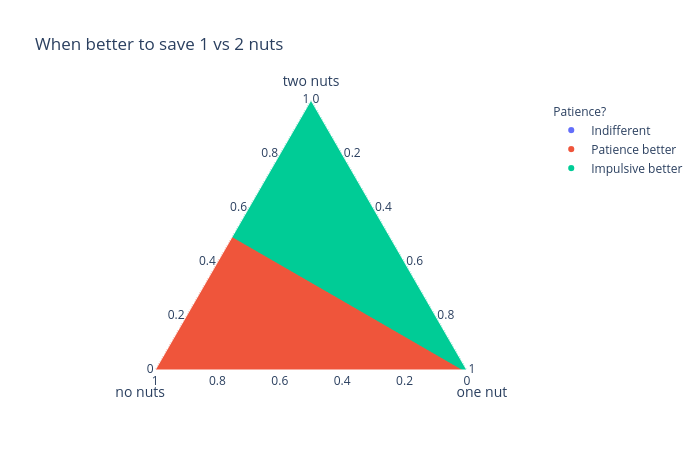 When better to save 1 vs 2 nuts
two nuts
1 0
Patience?
Indifferent
Patience better
Impulsive better
0.8 0.2
0.6 0.4
0.4 0.6
0.2 0.8
0 1
1 0.8 0.6 0.4 0.2 0
no nuts one nut